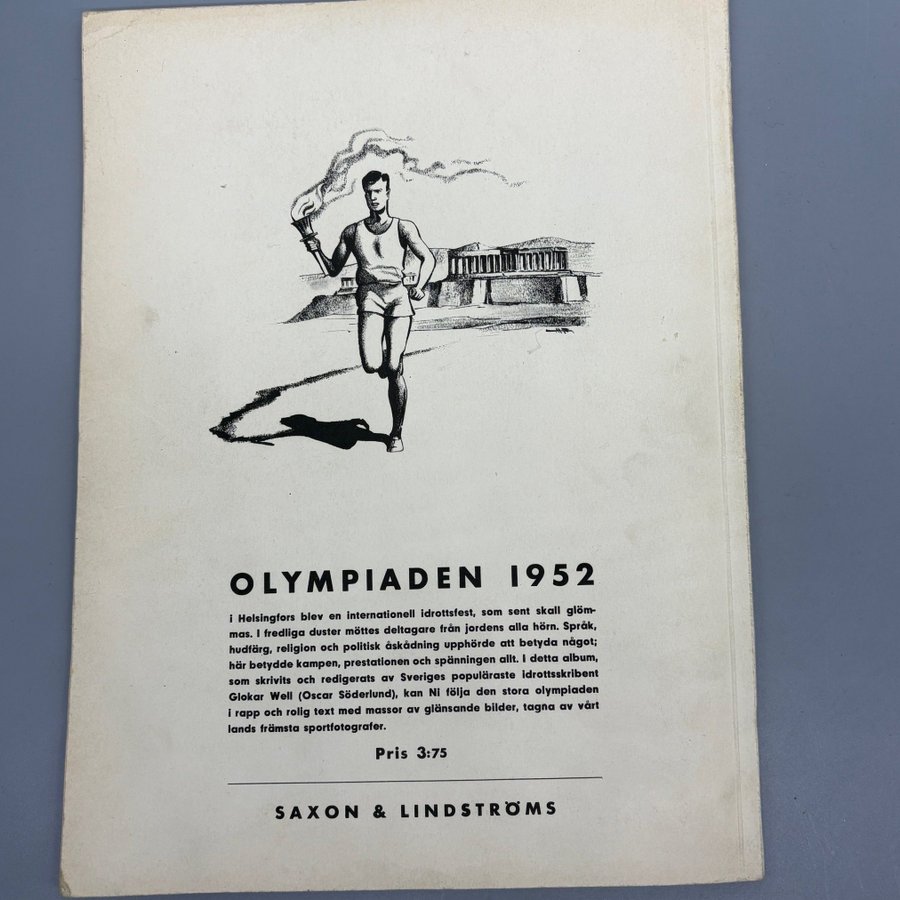 OLYMPIADEN 1952
i Helsingfors blev en internationell idrottsfest, som sent skall glöm-
mas. I fredliga duster möttes deltagare från jordens alla hörn. Språk,
hudfärg, religion och politisk åskådning upphörde att betyda något;
här betydde kampen, prestationen och spänningen allt. I detta album,
som skrivits och redigerats av Sveriges populäraste idrottsskribent
Glokar Well (Oscar Söderlund), kan Ni följa den stora olympiaden
i rapp och rolig text med massor av glänsande bilder, tagna av vårt
lands främsta sportfotografer.
Pris 3:75
SAXON & LINDSTRÖMS